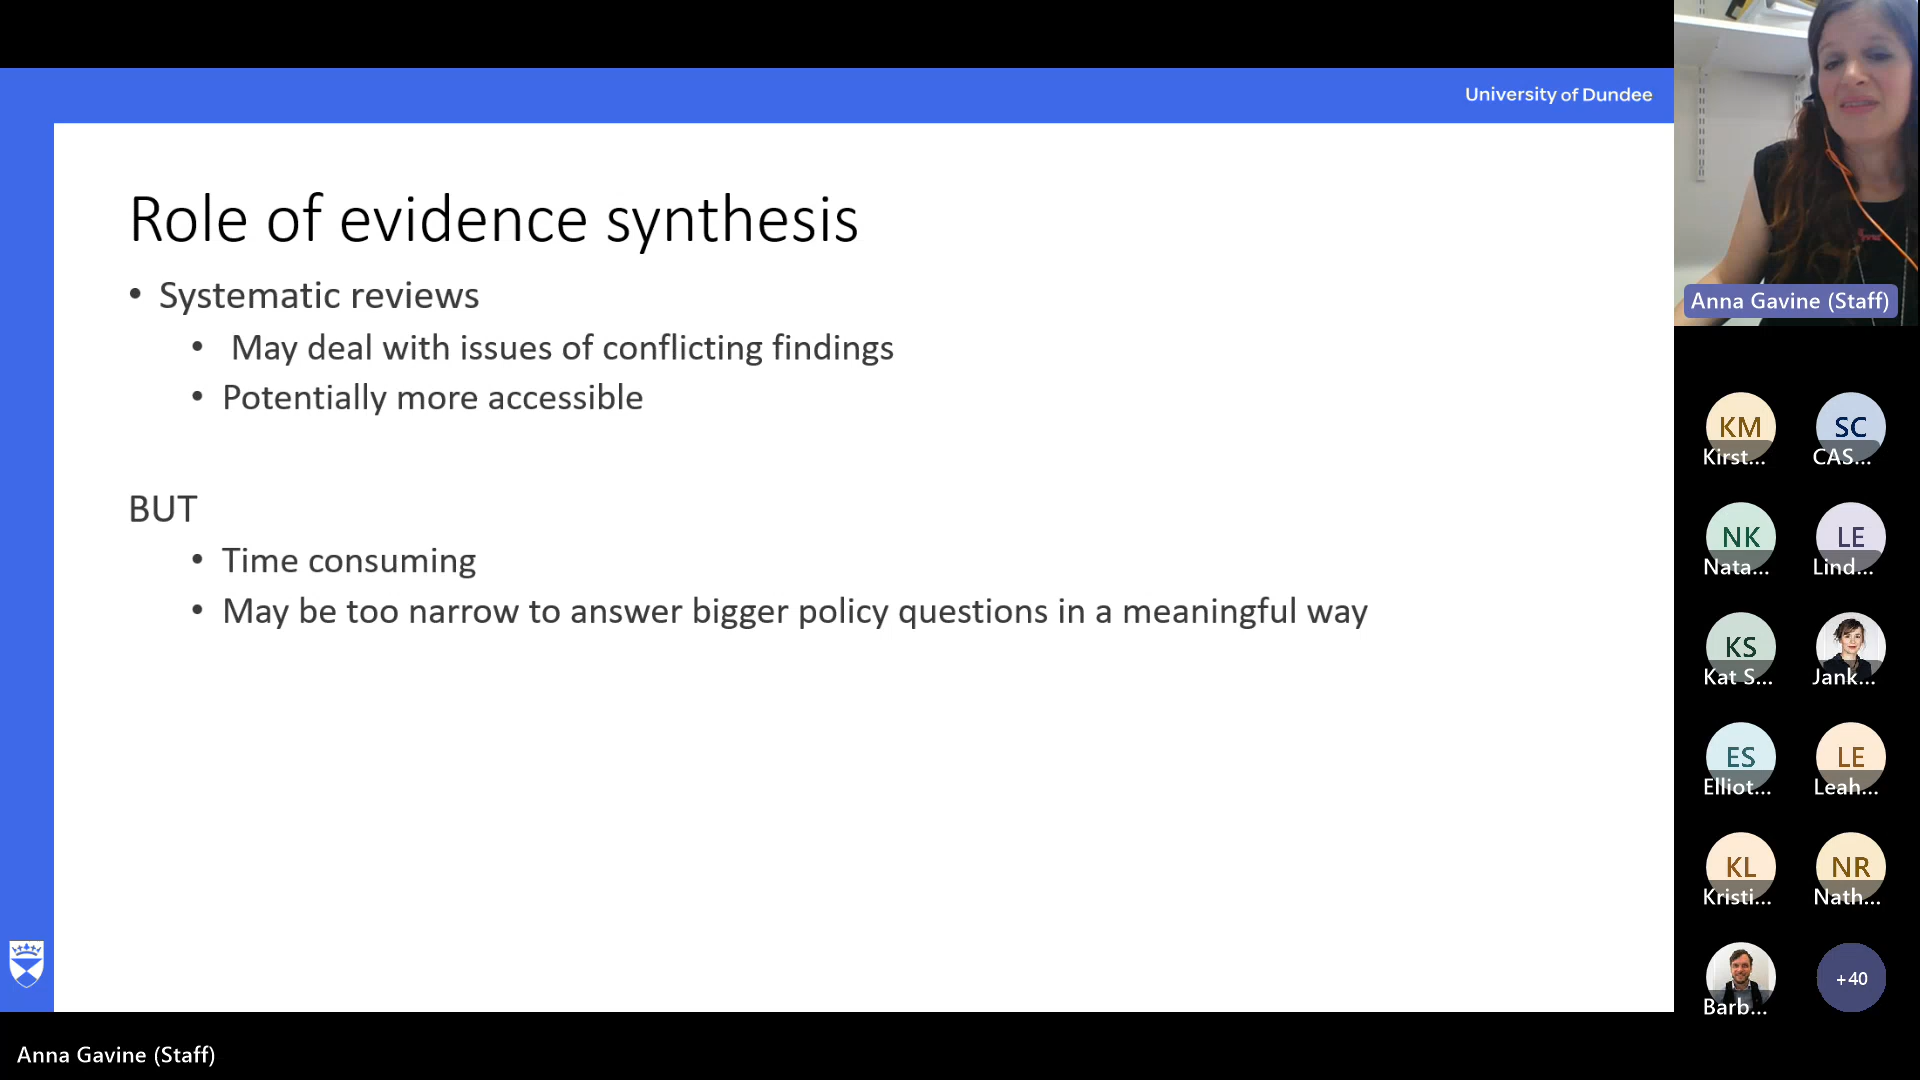 University of Dundee
Role of evidence synthesis
• Systematic reviews
• May deal with issues of conflicting findings
• Potentially more accessible
BUT
• Time consuming
• May be too narrow to answer bigger policy questions in a meaningful way
Anna Gavine (Staff)
KM
Kirst...
SC
CAS...
NK
Nata...
LE
Lind...
KS
Kat S...
Jank...
ES
Elliot...
LE
Leah...
KL
Kristi...
NR
Nath...
Barb...
+40
Anna Gavine (Staff)